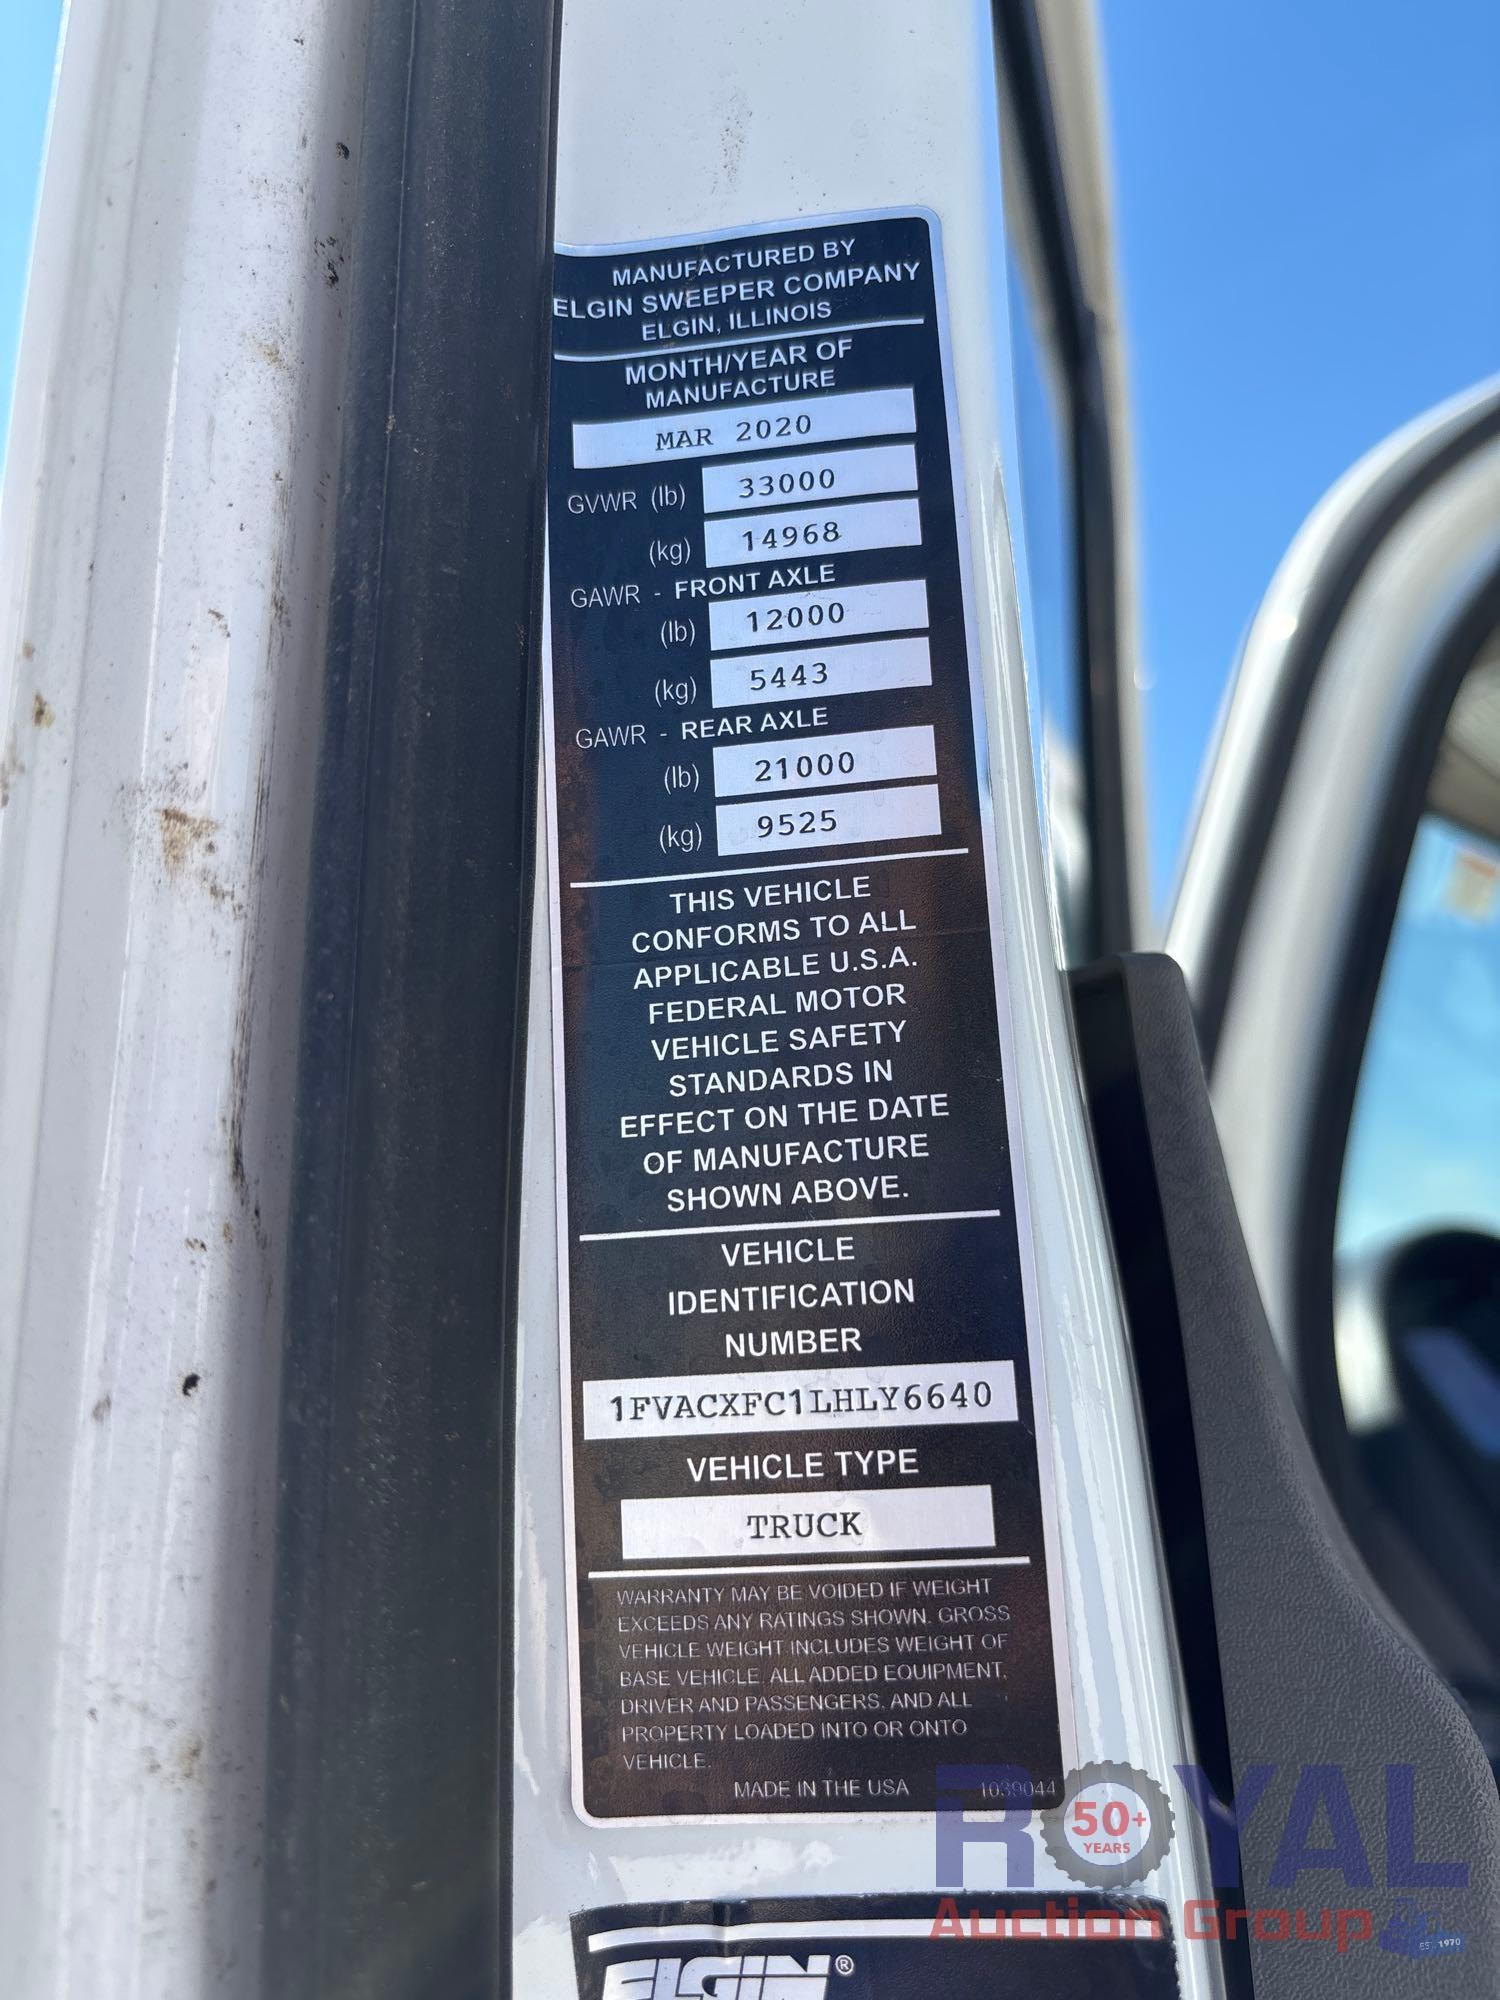 MANUFACTURED BY
ELGIN SWEEPER COMPANY
ELGIN, ILLINOIS
MONTH/YEAR OF
MANUFACTURE
MAR 2020
GVWR (lb) 33000
(kg) 14968
GAWR - FRONT AXLE
(lb) 12000
(kg) 5443
GAWR - REAR AXLE
(lb) 21000
(kg) 9525
THIS VEHICLE
CONFORMS TO ALL
APPLICABLE U.S.A.
FEDERAL MOTOR
VEHICLE SAFETY
STANDARDS IN
EFFECT ON THE DATE
OF MANUFACTURE
SHOWN ABOVE.
VEHICLE
IDENTIFICATION
NUMBER
1FVACXFC1LHLY6640
VEHICLE TYPE
TRUCK
WARRANTY MAY BE VOIDED IF WEIGHT
EXCEEDS ANY RATINGS SHOWN. GROSS
VEHICLE WEIGHT INCLUDES WEIGHT OF
BASE VEHICLE, ALL ADDED EQUIPMENT,
DRIVER AND PASSENGERS, AND ALL
PROPERTY LOADED INTO OR ONTO
VEHICLE.
MADE IN THE USA 1039044
ELGIN®
ROYAL
50+
YEARS
Auction Group
EST. 1970